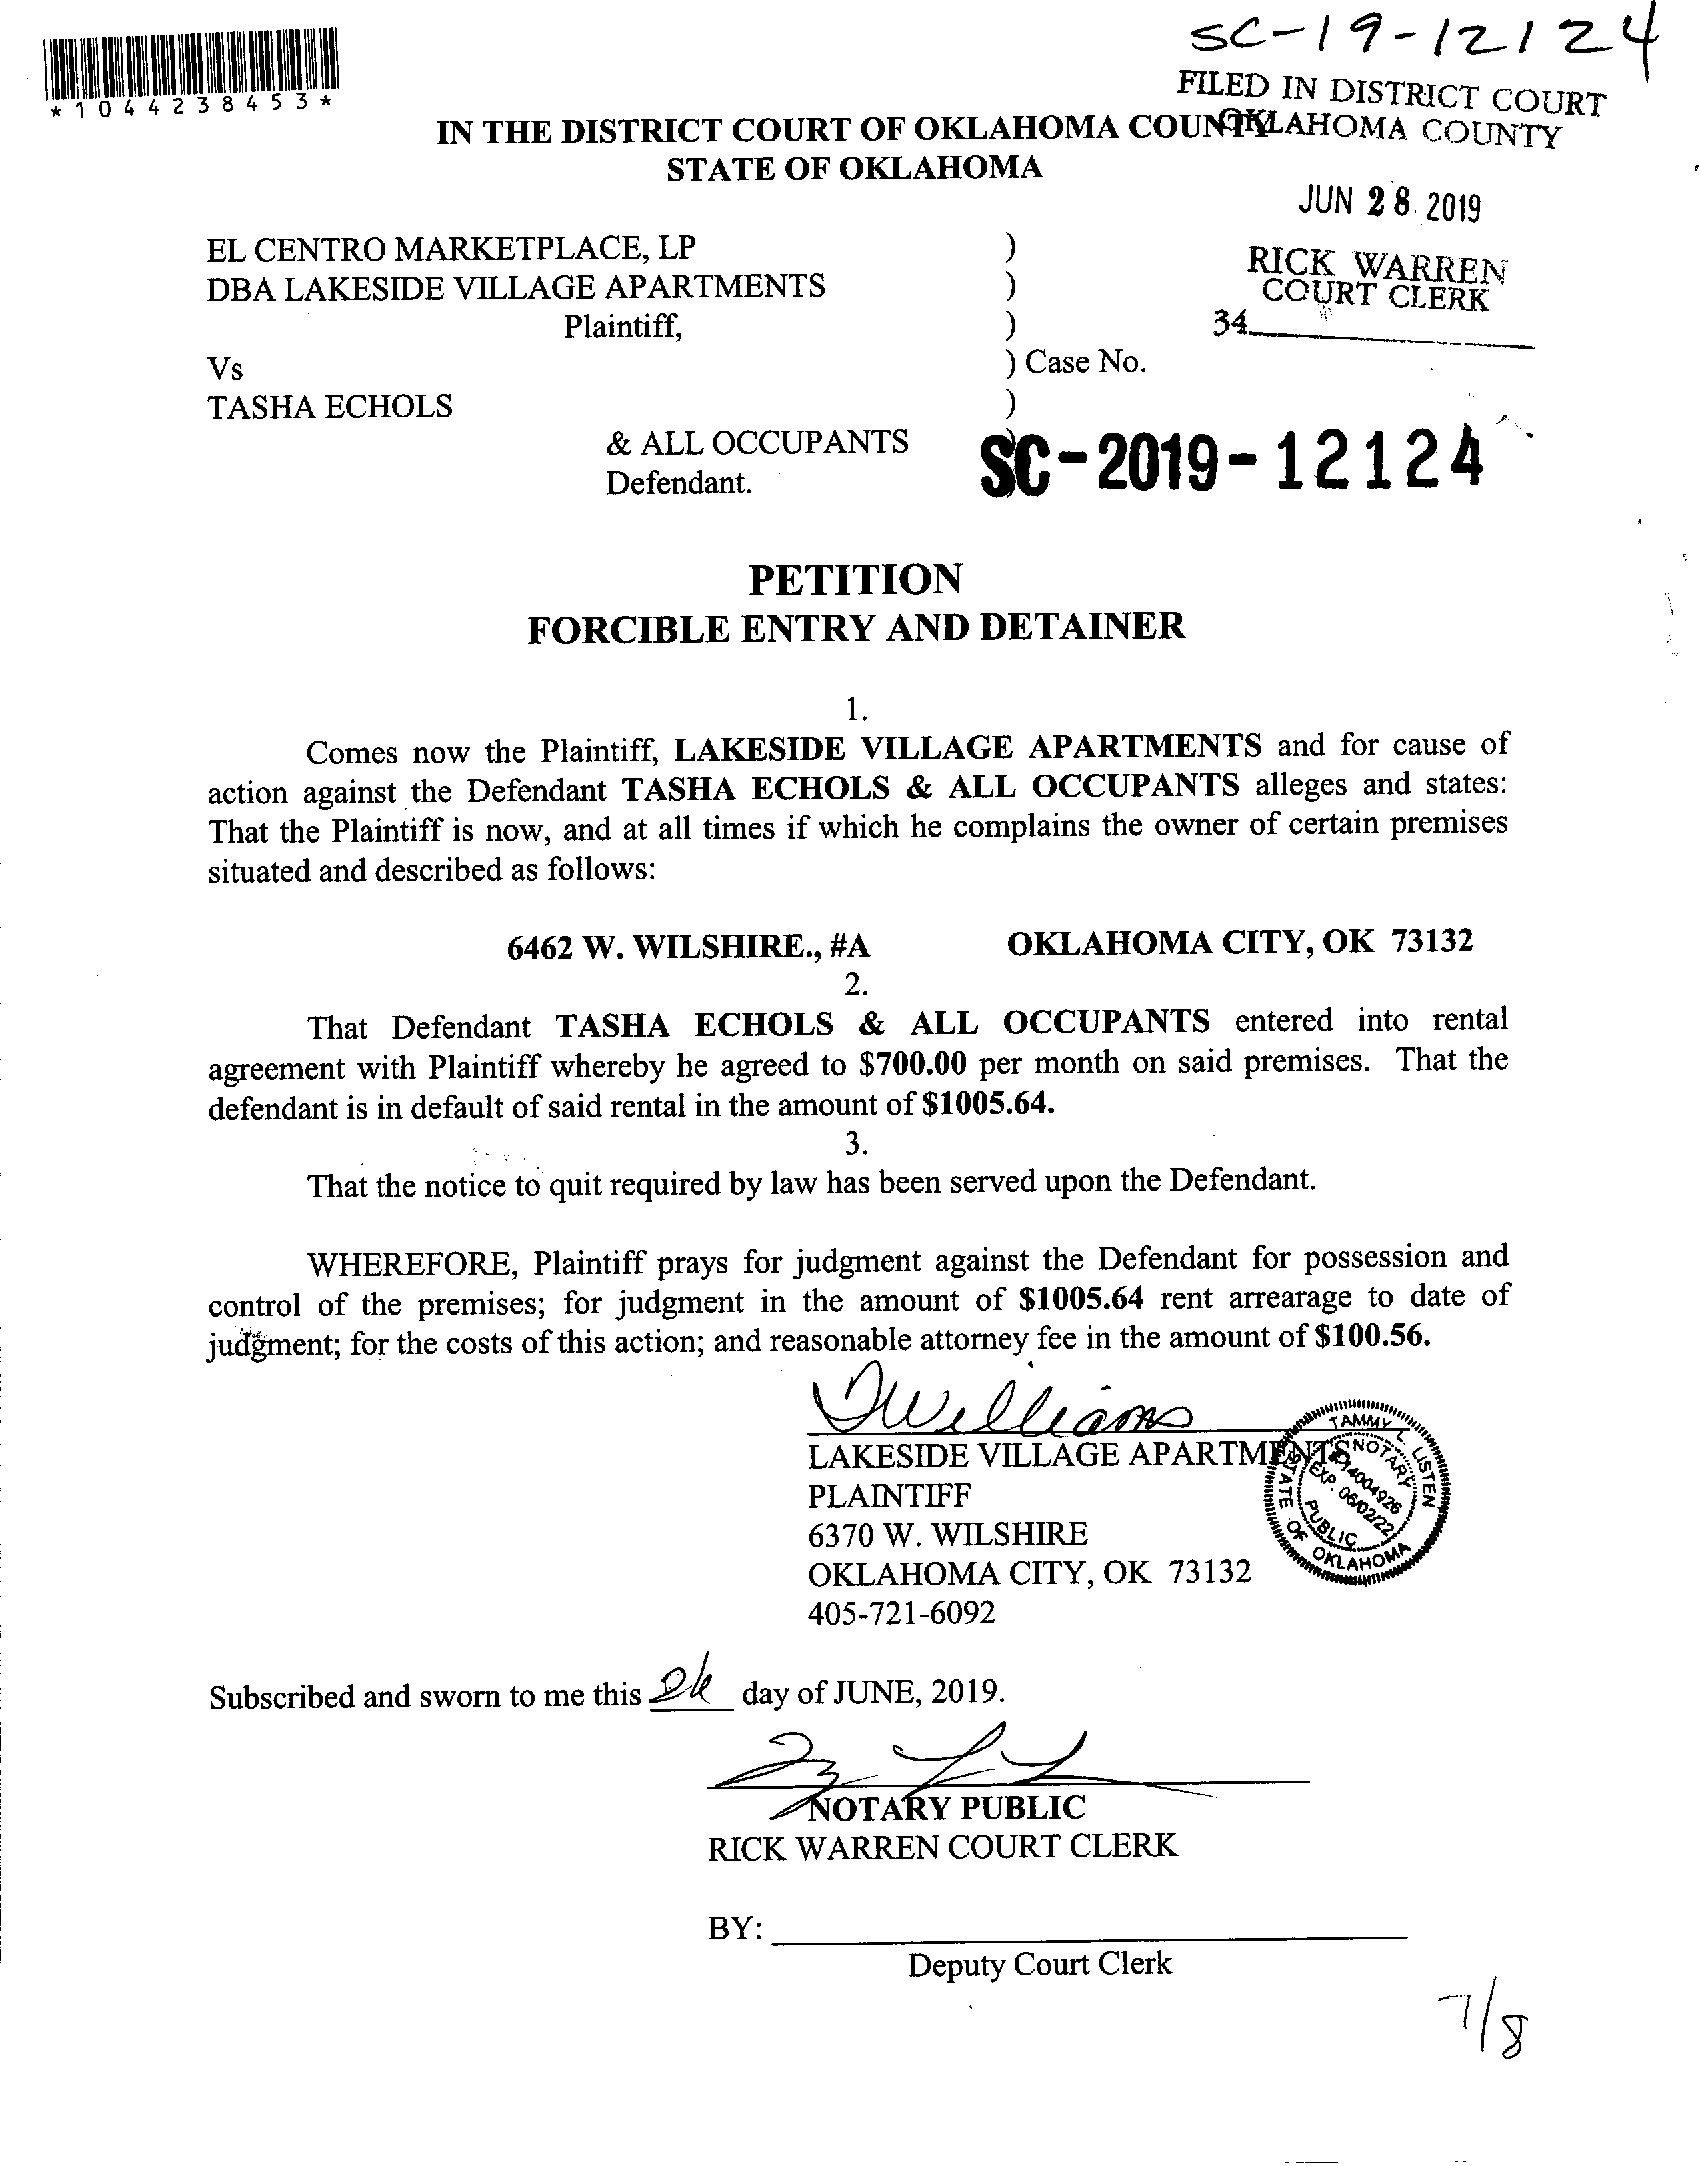 SC-19-12124
*1044238453*
FILED IN DISTRICT COURT
OKLAHOMA COUNTY
IN THE DISTRICT COURT OF OKLAHOMA COUNTY
STATE OF OKLAHOMA
JUN 28 2019
RICK WARREN
COURT CLERK
34
EL CENTRO MARKETPLACE, LP )
DBA LAKESIDE VILLAGE APARTMENTS )
Plaintiff, )
Vs ) Case No.
TASHA ECHOLS )
& ALL OCCUPANTS )
Defendant.
SC-2019-12124
PETITION
FORCIBLE ENTRY AND DETAINER
1.
Comes now the Plaintiff, LAKESIDE VILLAGE APARTMENTS and for cause of
action against the Defendant TASHA ECHOLS & ALL OCCUPANTS alleges and states:
That the Plaintiff is now, and at all times if which he complains the owner of certain premises
situated and described as follows:
6462 W. WILSHIRE., #A OKLAHOMA CITY, OK 73132
2.
That Defendant TASHA ECHOLS & ALL OCCUPANTS entered into rental
agreement with Plaintiff whereby he agreed to $700.00 per month on said premises. That the
defendant is in default of said rental in the amount of $1005.64.
3.
That the notice to quit required by law has been served upon the Defendant.
WHEREFORE, Plaintiff prays for judgment against the Defendant for possession and
control of the premises; for judgment in the amount of $1005.64 rent arrearage to date of
judgment; for the costs of this action; and reasonable attorney fee in the amount of $100.56.
Williams
LAKESIDE VILLAGE APARTMENTS
PLAINTIFF
6370 W. WILSHIRE
OKLAHOMA CITY, OK 73132
405-721-6092
TAMMY L. LISTEN
NOTARY PUBLIC
STATE OF OKLAHOMA
# 14004926
EXP. 06/02/22
Subscribed and sworn to me this day of JUNE, 2019.
NOTARY PUBLIC
RICK WARREN COURT CLERK
BY:
Deputy Court Clerk
7/8